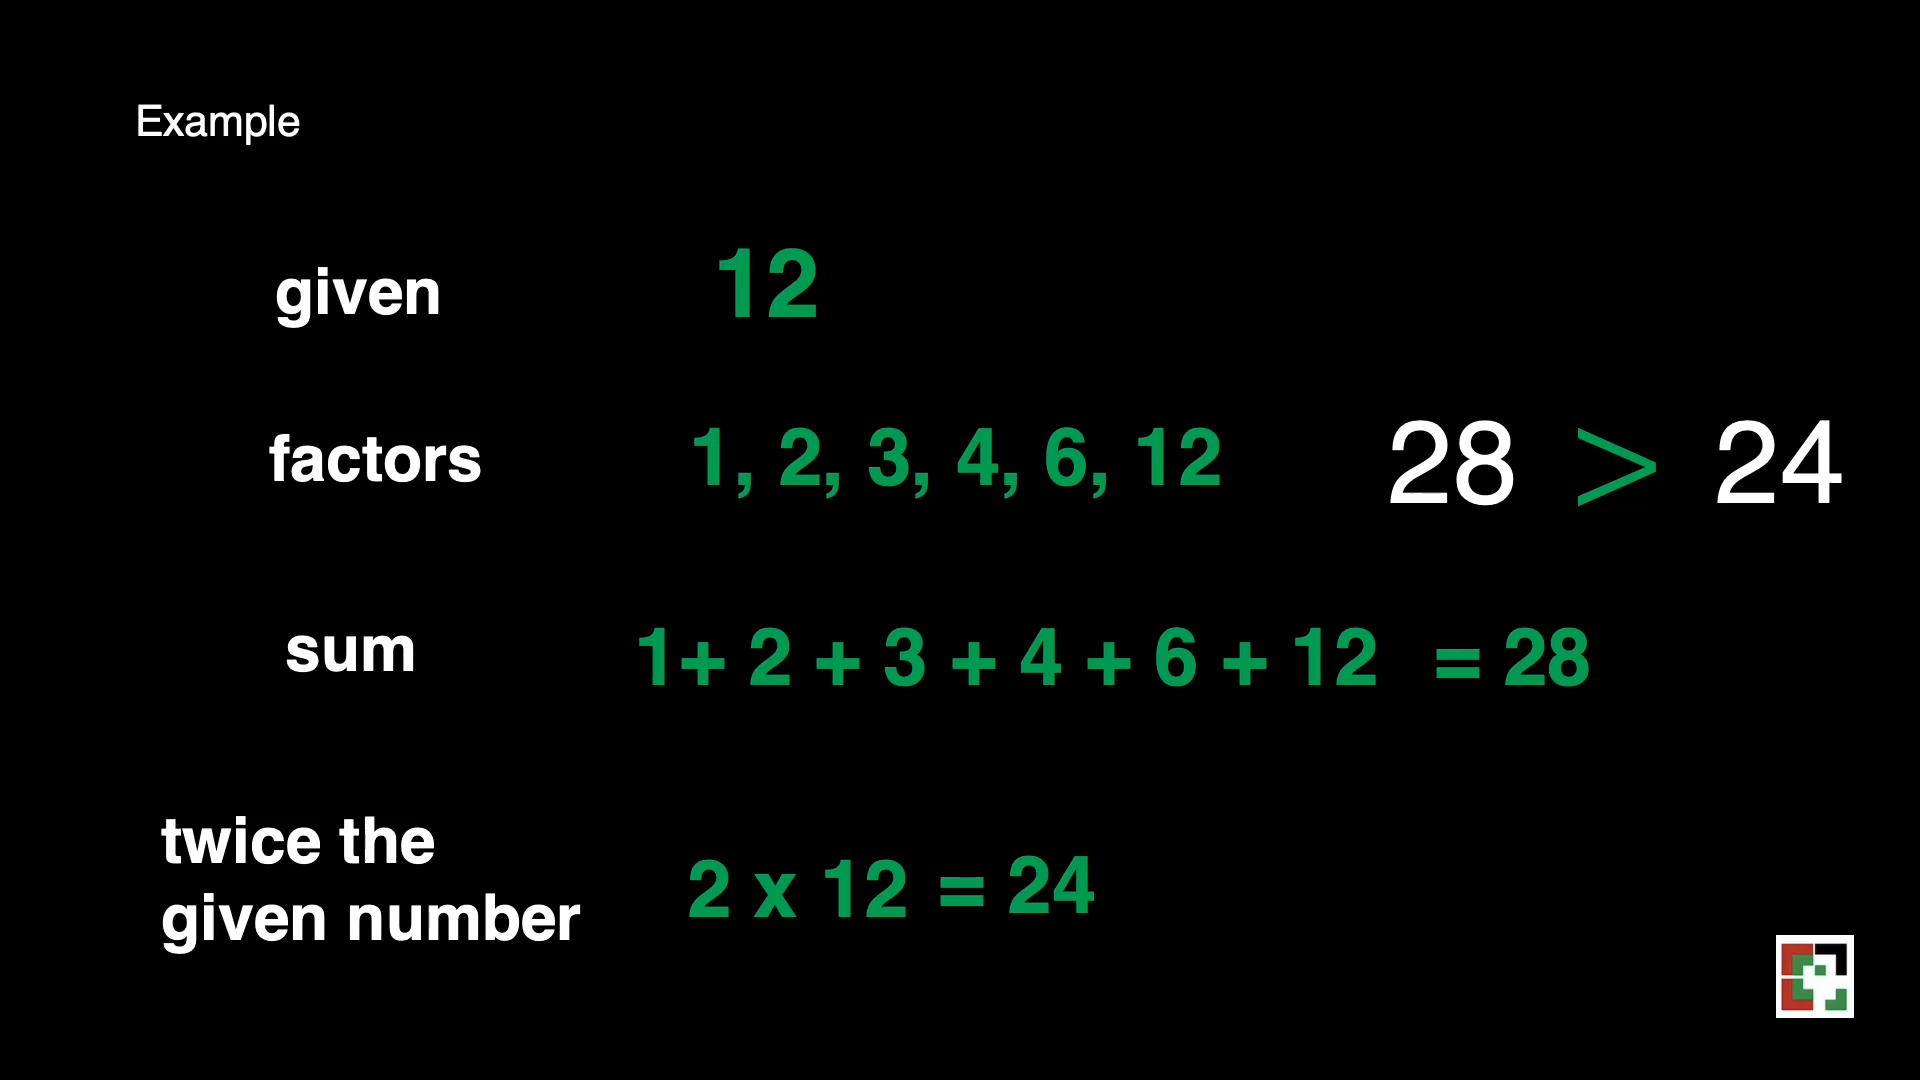 Example
given 12
factors 1, 2, 3, 4, 6, 12 28 > 24
sum 1+ 2 + 3 + 4 + 6 + 12 = 28
twice the
given number 2 x 12 = 24